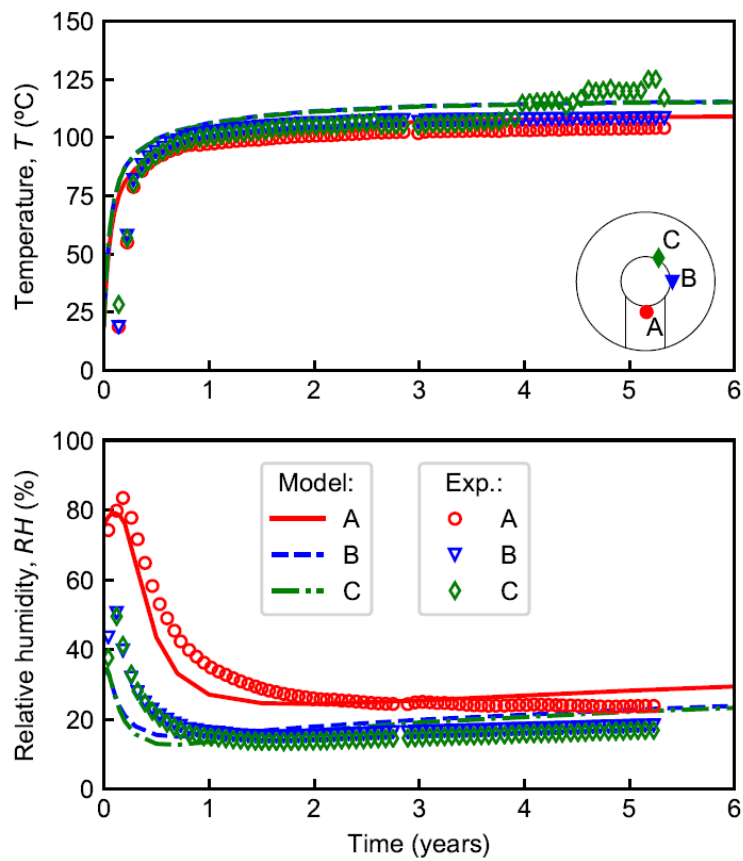 150
125
100
75
50
25
0
Temperature, T (ºC)
C
B
A
0 1 2 3 4 5 6
100
80
60
40
20
0
Relative humidity, RH (%)
Model:
A
B
C
Exp.:
A
B
C
0 1 2 3 4 5 6
Time (years)